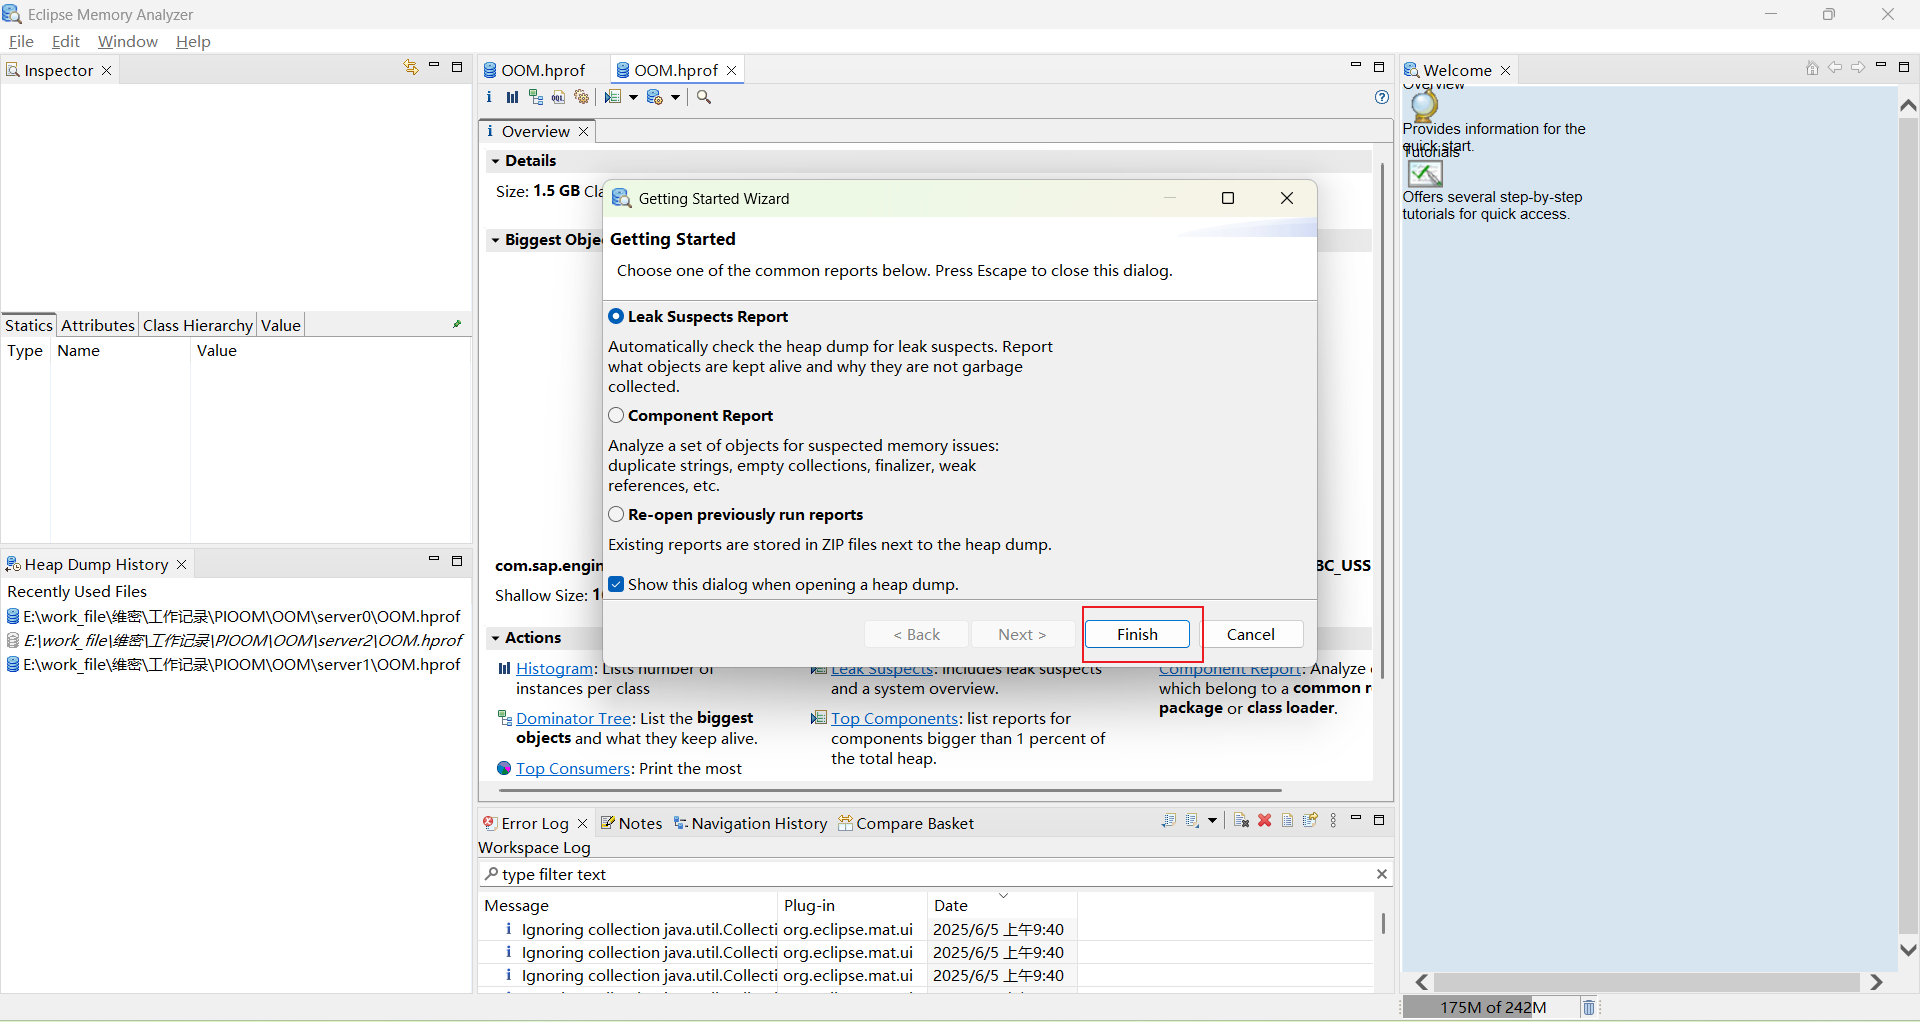 Eclipse Memory Analyzer
File Edit Window Help
Inspector
Statics Attributes Class Hierarchy Value
Type Name Value
Heap Dump History
Recently Used Files
E:\work_file\维密\工作记录\PIOOM\OOM\server0\OOM.hprof
E:\work_file\维密\工作记录\PIOOM\OOM\server2\OOM.hprof
E:\work_file\维密\工作记录\PIOOM\OOM\server1\OOM.hprof
OOM.hprof OOM.hprof
Overview
Details
Size: 1.5 GB Cla
Biggest Obje
com.sap.engin
BC_USS
Shallow Size: 1
Actions
Histogram: Lists number of
instances per class
Dominator Tree: List the biggest
objects and what they keep alive.
Top Consumers: Print the most
Leak Suspects: includes leak suspects
and a system overview.
Top Components: list reports for
components bigger than 1 percent of
the total heap.
Component Report: Analyze
which belong to a common r
package or class loader.
Getting Started Wizard
Getting Started
Choose one of the common reports below. Press Escape to close this dialog.
Leak Suspects Report
Automatically check the heap dump for leak suspects. Report
what objects are kept alive and why they are not garbage
collected.
Component Report
Analyze a set of objects for suspected memory issues:
duplicate strings, empty collections, finalizer, weak
references, etc.
Re-open previously run reports
Existing reports are stored in ZIP files next to the heap dump.
Show this dialog when opening a heap dump.
< Back Next > Finish Cancel
Error Log Notes Navigation History Compare Basket
Workspace Log
type filter text
Message Plug-in Date
Ignoring collection java.util.Collecti org.eclipse.mat.ui 2025/6/5 上午9:40
Ignoring collection java.util.Collecti org.eclipse.mat.ui 2025/6/5 上午9:40
Ignoring collection java.util.Collecti org.eclipse.mat.ui 2025/6/5 上午9:40
Welcome
Overview
Provides information for the
quick start.
Tutorials
Offers several step-by-step
tutorials for quick access.
175M of 242M